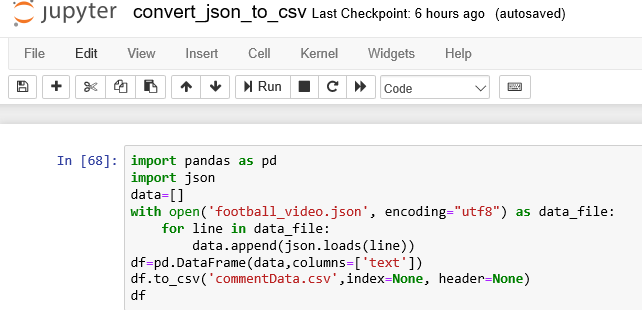 jupyter convert_json_to_csv Last Checkpoint: 6 hours ago (autosaved)
File Edit View Insert Cell Kernel Widgets Help
Run Code
In [68]: import pandas as pd
import json
data=[]
with open('football_video.json', encoding="utf8") as data_file:
    for line in data_file:
        data.append(json.loads(line))
df=pd.DataFrame(data,columns=['text'])
df.to_csv('commentData.csv',index=None, header=None)
df